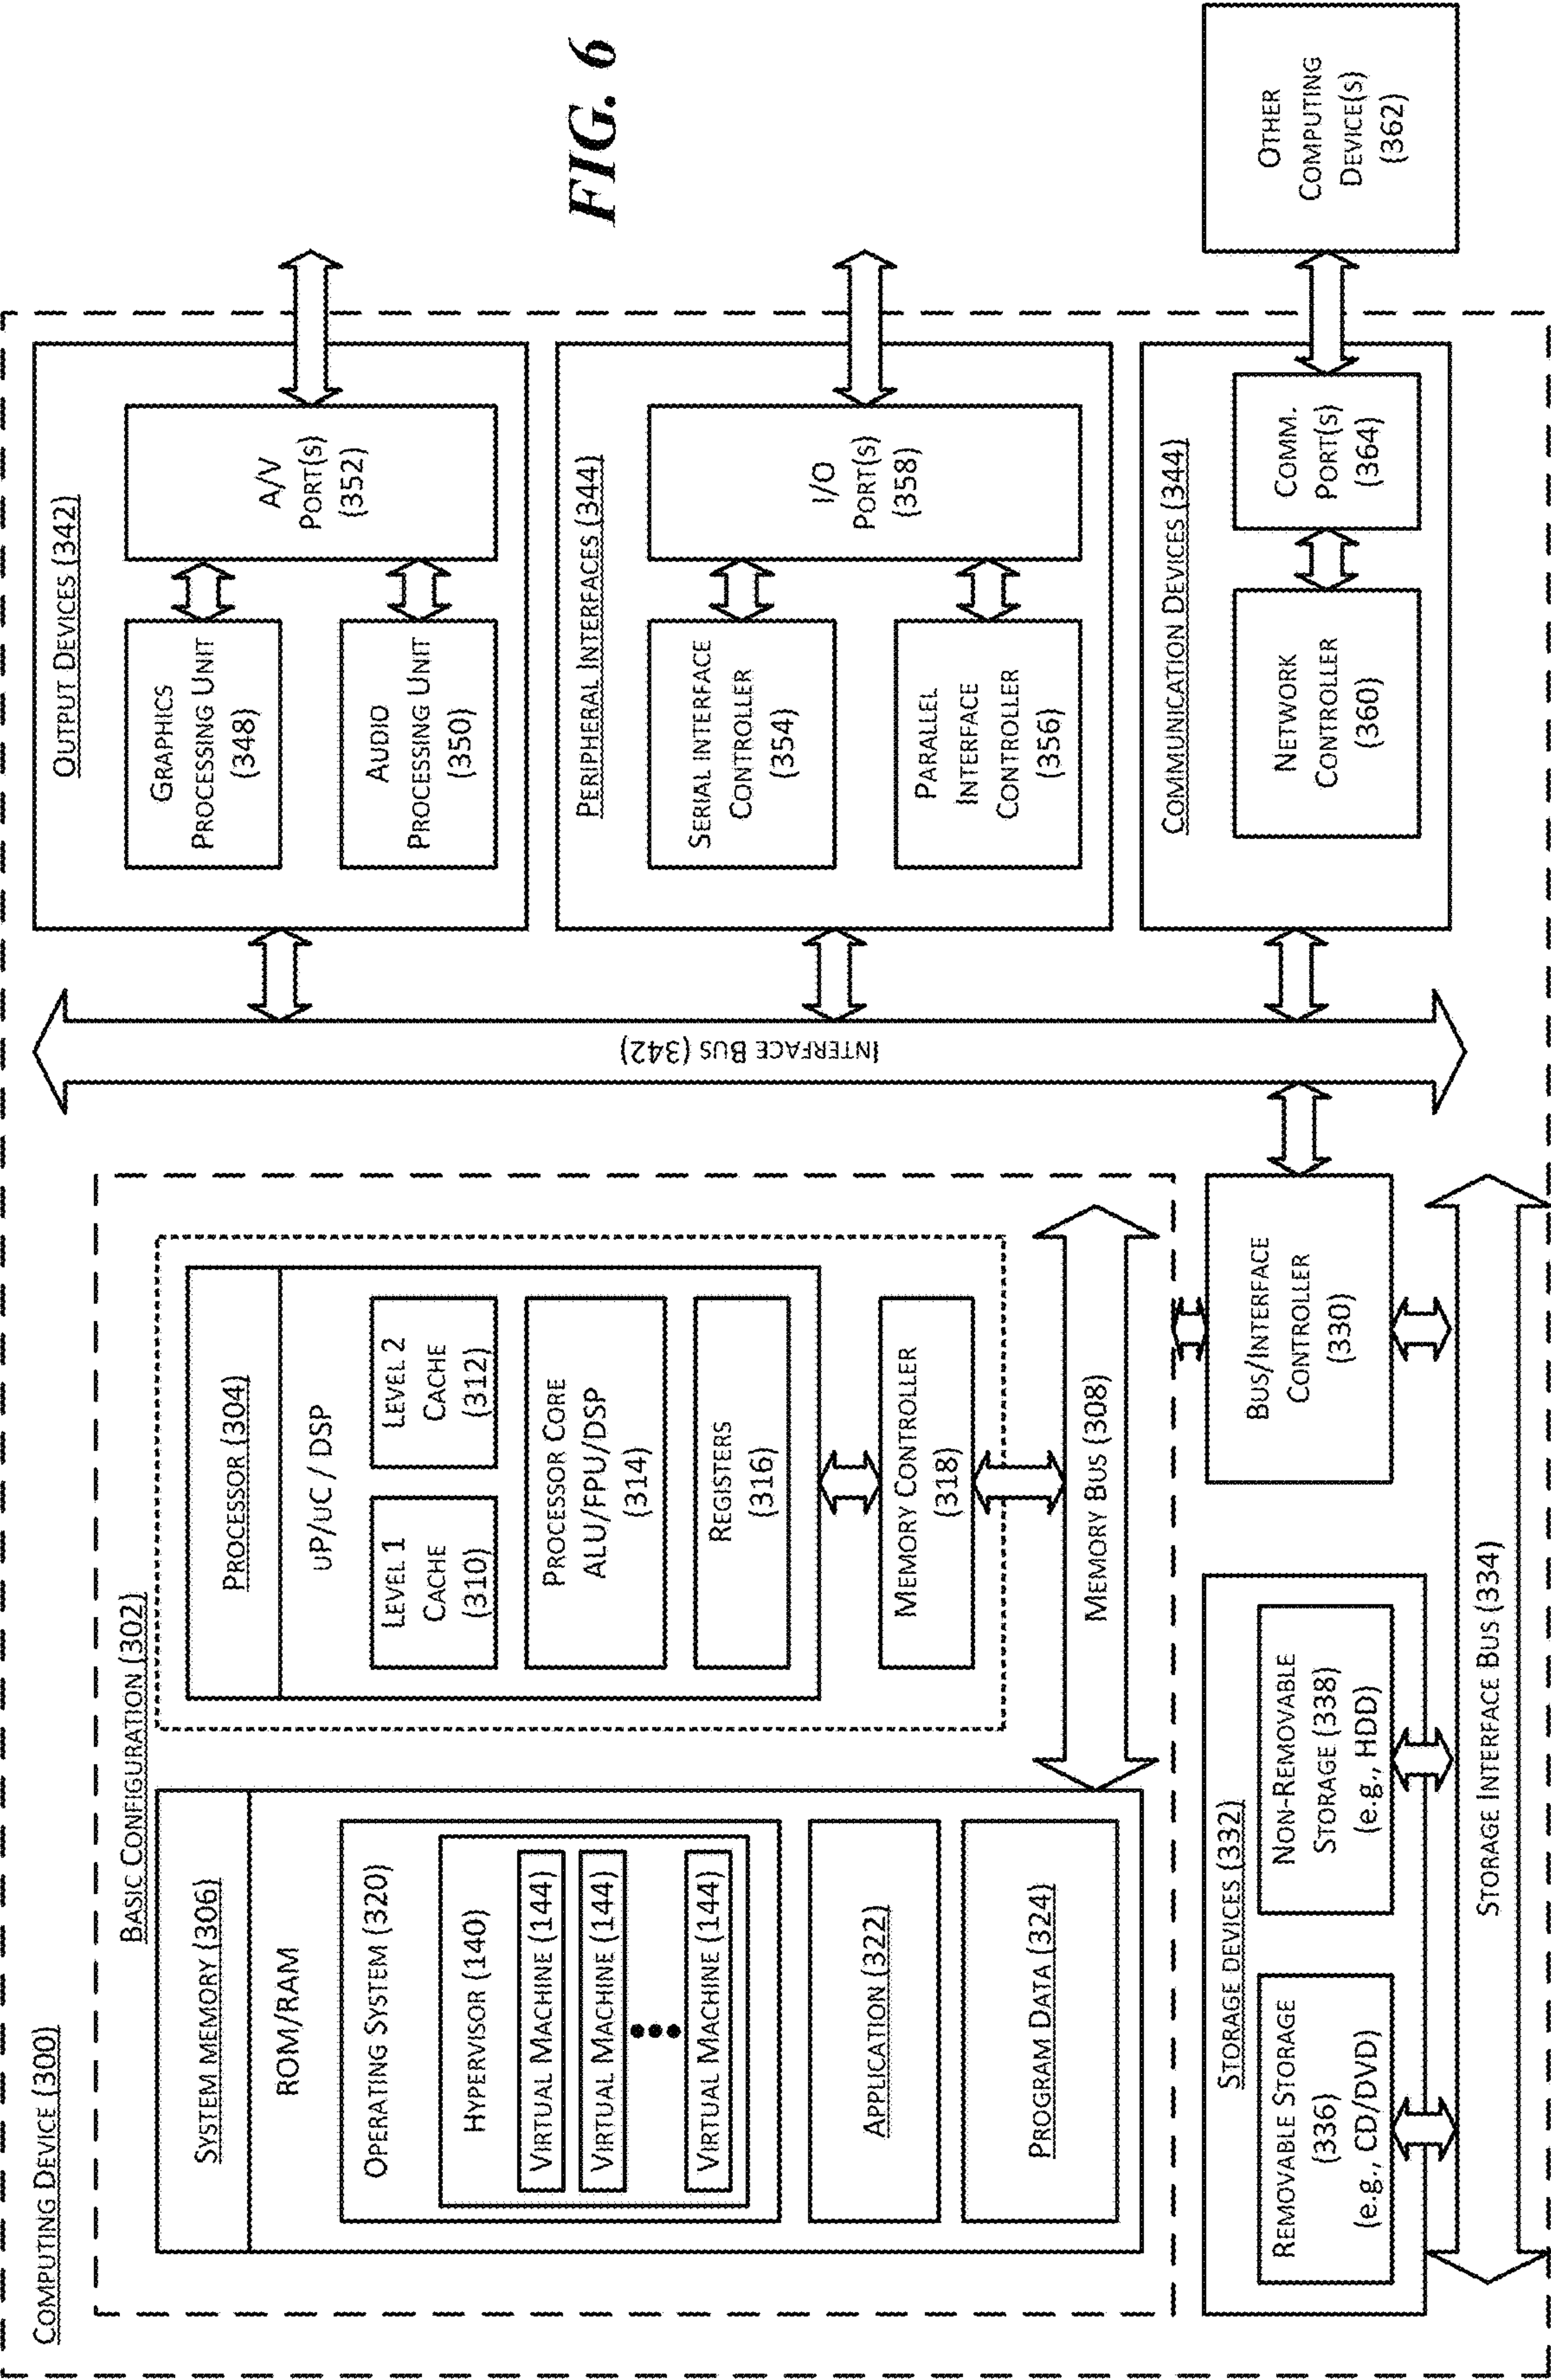 COMPUTING DEVICE (300)
BASIC CONFIGURATION (302)
SYSTEM MEMORY (306)
ROM/RAM
OPERATING SYSTEM (320)
HYPERVISOR (140)
VIRTUAL MACHINE (144)
VIRTUAL MACHINE (144)
VIRTUAL MACHINE (144)
APPLICATION (322)
PROGRAM DATA (324)
PROCESSOR (304)
uP/uC / DSP
LEVEL 1
CACHE
(310)
LEVEL 2
CACHE
(312)
PROCESSOR CORE
ALU/FPU/DSP
(314)
REGISTERS
(316)
MEMORY CONTROLLER
(318)
MEMORY BUS (308)
STORAGE DEVICES (332)
REMOVABLE STORAGE
(336)
(e.g., CD/DVD)
NON-REMOVABLE
STORAGE (338)
(e.g., HDD)
BUS/INTERFACE
CONTROLLER
(330)
STORAGE INTERFACE BUS (334)
INTERFACE BUS (342)
OUTPUT DEVICES (342)
GRAPHICS
PROCESSING UNIT
(348)
AUDIO
PROCESSING UNIT
(350)
A/V
PORT(S)
(352)
PERIPHERAL INTERFACES (344)
SERIAL INTERFACE
CONTROLLER
(354)
PARALLEL
INTERFACE
CONTROLLER
(356)
I/O
PORT(S)
(358)
COMMUNICATION DEVICES (344)
NETWORK
CONTROLLER
(360)
COMM.
PORT(S)
(364)
OTHER
COMPUTING
DEVICE(S)
(362)
FIG. 6